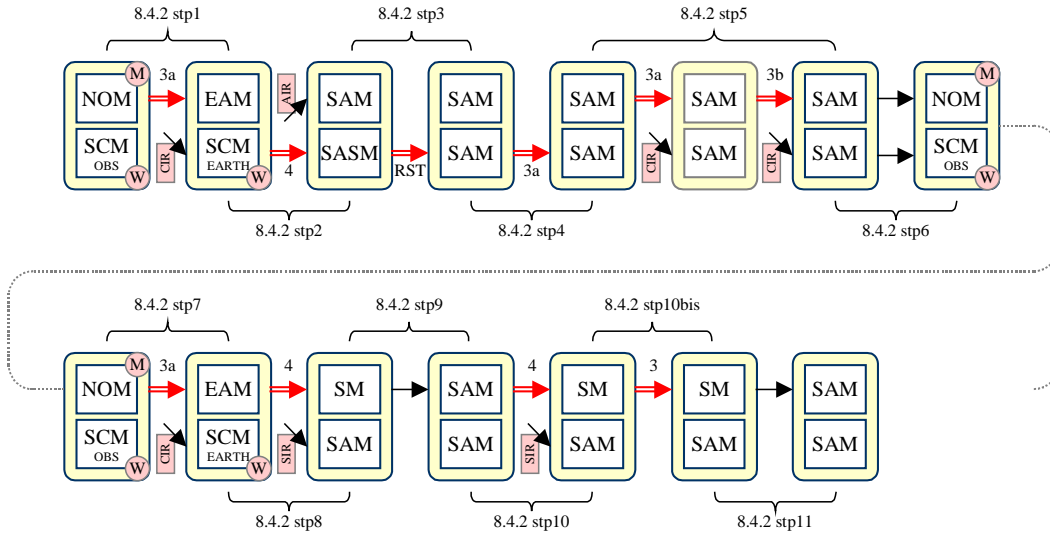 8.4.2 stp1
8.4.2 stp3
8.4.2 stp5
M 3a AIR 3a 3b M
NOM EAM SAM SAM SAM SAM SAM NOM
SCM SCM SASM SAM SAM SAM SAM SCM
OBS EARTH OBS
W CIR W 4 RST 3a CIR CIR W
8.4.2 stp2
8.4.2 stp4
8.4.2 stp6
8.4.2 stp7
8.4.2 stp9
8.4.2 stp10bis
M 3a 4 4 3
NOM EAM SM SAM SM SM SAM
SCM SCM SAM SAM SAM SAM SAM
OBS EARTH
W CIR W SIR SIR
8.4.2 stp8
8.4.2 stp10
8.4.2 stp11